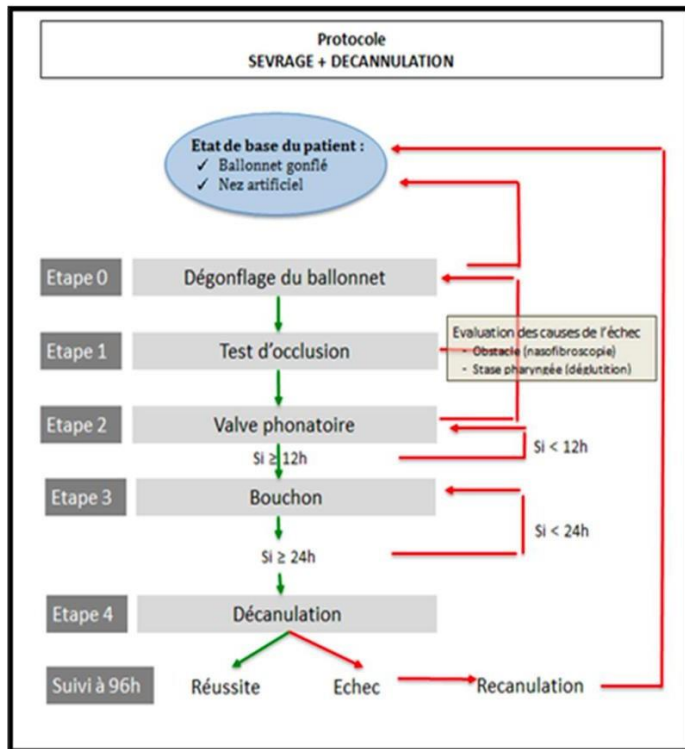 Protocole
SEVRAGE + DECANNULATION
Etat de base du patient :
✓ Ballonnet gonflé
✓ Nez artificiel
Etape 0
Dégonflage du ballonnet
Evaluation des causes de l'échec
- Obstacle (nasofibroscopie)
- Stase pharyngée (déglutition)
Etape 1
Test d'occlusion
Etape 2
Valve phonatoire
Si ≥ 12h
Si < 12h
Etape 3
Bouchon
Si < 24h
Si ≥ 24h
Etape 4
Décanulation
Suivi à 96h
Réussite
Echec
Recanulation